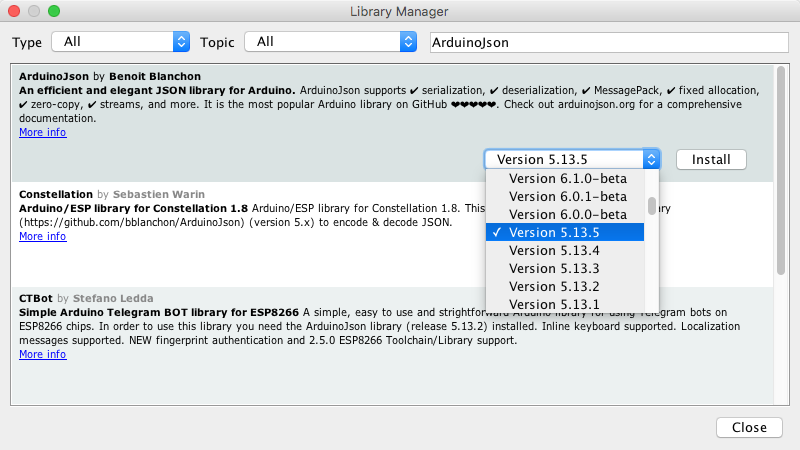 Library Manager
Type All Topic All ArduinoJson
ArduinoJson by Benoit Blanchon
An efficient and elegant JSON library for Arduino. ArduinoJson supports ✔ serialization, ✔ deserialization, ✔ MessagePack, ✔ fixed allocation,
✔ zero-copy, ✔ streams, and more. It is the most popular Arduino library on GitHub ❤❤❤❤❤. Check out arduinojson.org for a comprehensive
documentation.
More info
Version 5.13.5 Install
Version 6.1.0-beta
Version 6.0.1-beta
Version 6.0.0-beta
✓ Version 5.13.5
Version 5.13.4
Version 5.13.3
Version 5.13.2
Version 5.13.1
Constellation by Sebastien Warin
Arduino/ESP library for Constellation 1.8 Arduino/ESP library for Constellation 1.8. This
(https://github.com/bblanchon/ArduinoJson) (version 5.x) to encode & decode JSON.
More info
CTBot by Stefano Ledda
Simple Arduino Telegram BOT library for ESP8266 A simple, easy to use and strightforward Arduino library for using Telegram bots on
ESP8266 chips. In order to use this library you need the ArduinoJson library (release 5.13.2) installed. Inline keyboard supported. Localization
messages supported. NEW fingerprint authentication and 2.5.0 ESP8266 Toolchain/Library support.
More info
Close